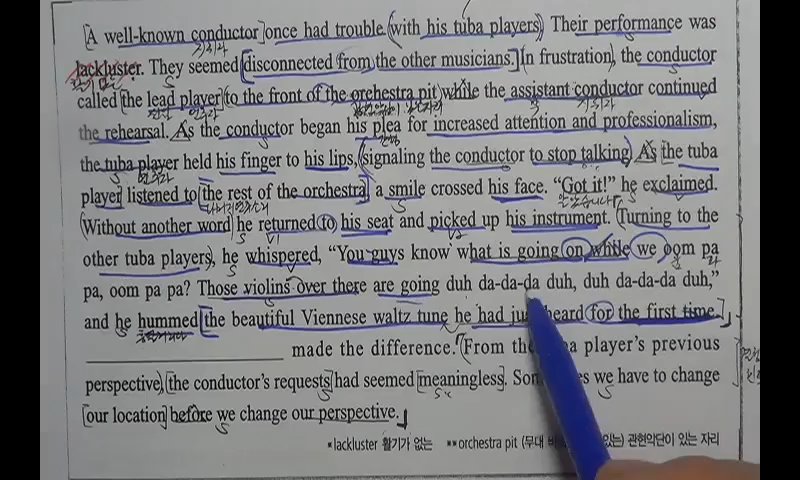 A well-known conductor once had trouble with his tuba players. Their performance was
lackluster. They seemed disconnected from the other musicians. In frustration, the conductor
called the lead player to the front of the orchestra pit while the assistant conductor continued
the rehearsal. As the conductor began his plea for increased attention and professionalism,
the tuba player held his finger to his lips, signaling the conductor to stop talking. As the tuba
player listened to the rest of the orchestra, a smile crossed his face. “Got it!” he exclaimed.
Without another word, he returned to his seat and picked up his instrument. Turning to the
other tuba players, he whispered, “You guys know what is going on while we oom pa
pa, oom pa pa? Those violins over there are going duh da-da-da duh, duh da-da-da duh,”
and he hummed the beautiful Viennese waltz tune he had heard for the first time.
made the difference. From the player’s previous
perspective, the conductor’s requests had seemed meaningless. we have to change
our location before we change our perspective.
*lackluster 활기가 없는 **orchestra pit (무대 있는) 관현악단이 있는 자리